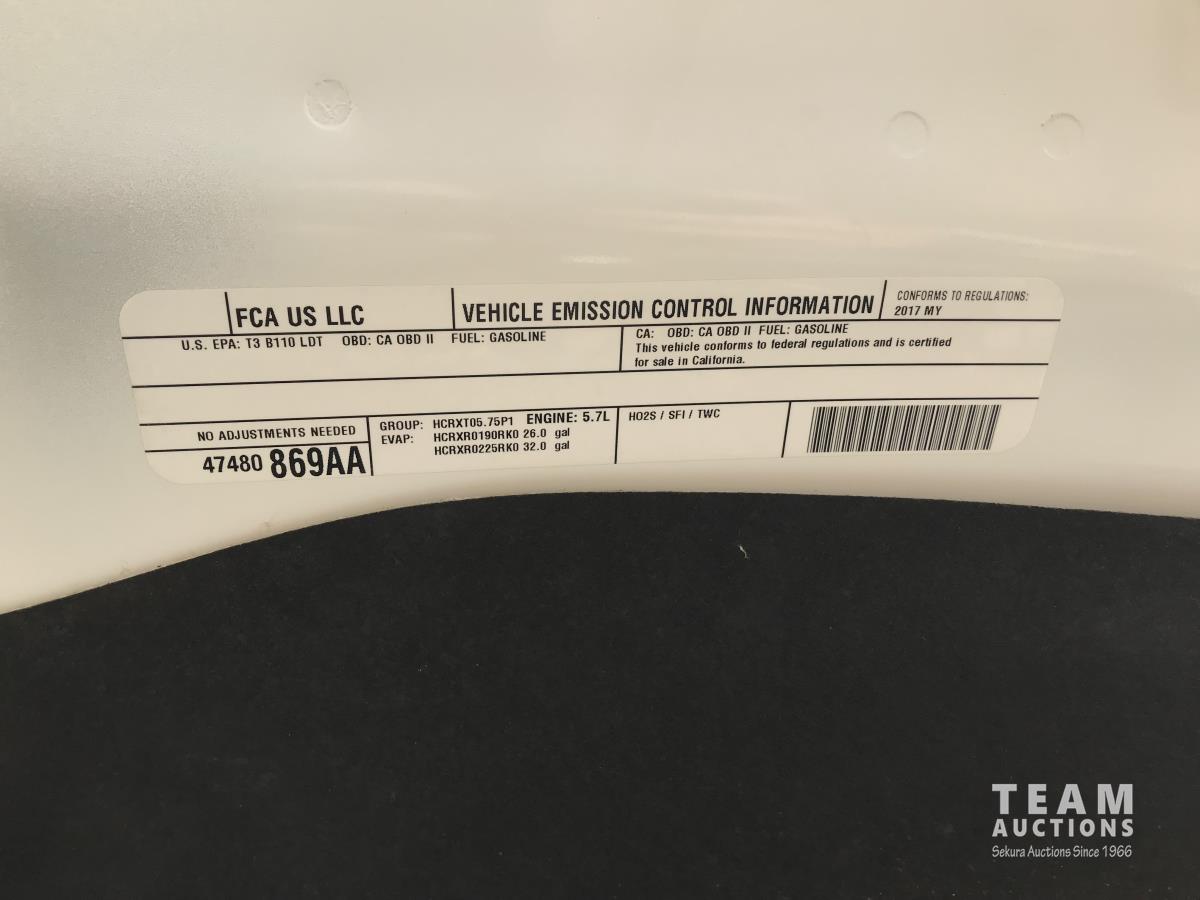 FCA US LLC
VEHICLE EMISSION CONTROL INFORMATION
CONFORMS TO REGULATIONS:
2017 MY
U.S. EPA: T3 B110 LDT OBD: CA OBD II FUEL: GASOLINE
CA: OBD: CA OBD II FUEL: GASOLINE
This vehicle conforms to federal regulations and is certified
for sale in California.
NO ADJUSTMENTS NEEDED
47480 869AA
GROUP: HCRXT05.75P1 ENGINE: 5.7L
EVAP: HCRXR0190RK0 26.0 gal
HCRXR0225RK0 32.0 gal
HO2S / SFI / TWC
TEAM
AUCTIONS
Sekura Auctions Since 1966